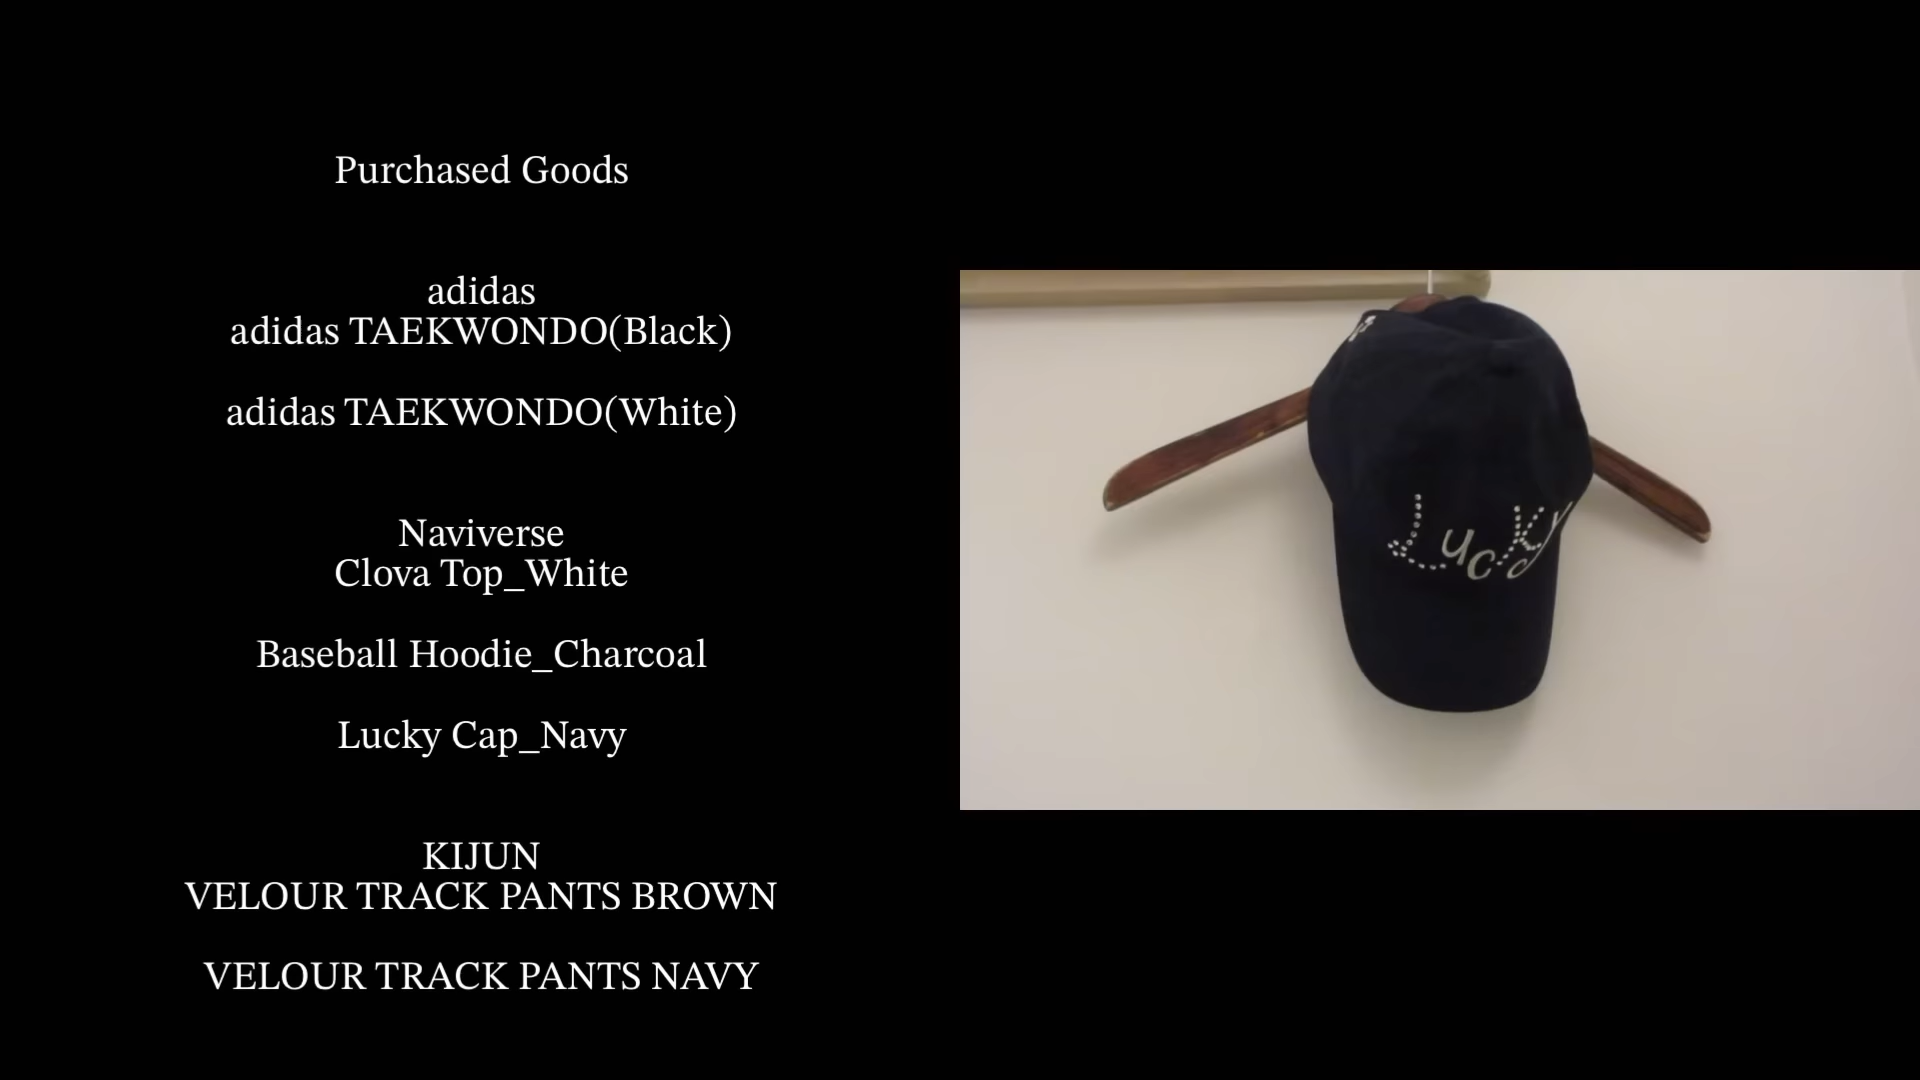 Purchased Goods
adidas
adidas TAEKWONDO(Black)
adidas TAEKWONDO(White)
Naviverse
Clova Top_White
Baseball Hoodie_Charcoal
Lucky Cap_Navy
KIJUN
VELOUR TRACK PANTS BROWN
VELOUR TRACK PANTS NAVY
Lucky